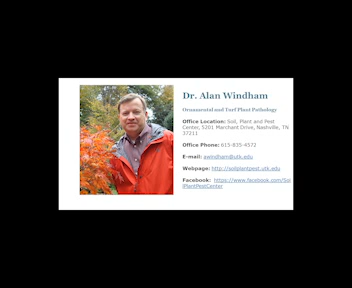 Dr. Alan Windham
Ornamental and Turf Plant Pathology
Office Location: Soil, Plant and Pest
Center, 5201 Marchant Drive, Nashville, TN
37211
Office Phone: 615-835-4572
E-mail: awindham@utk.edu
Webpage: http://soilplantpest.utk.edu
Facebook: https://www.facebook.com/Soi
lPlantPestCenter